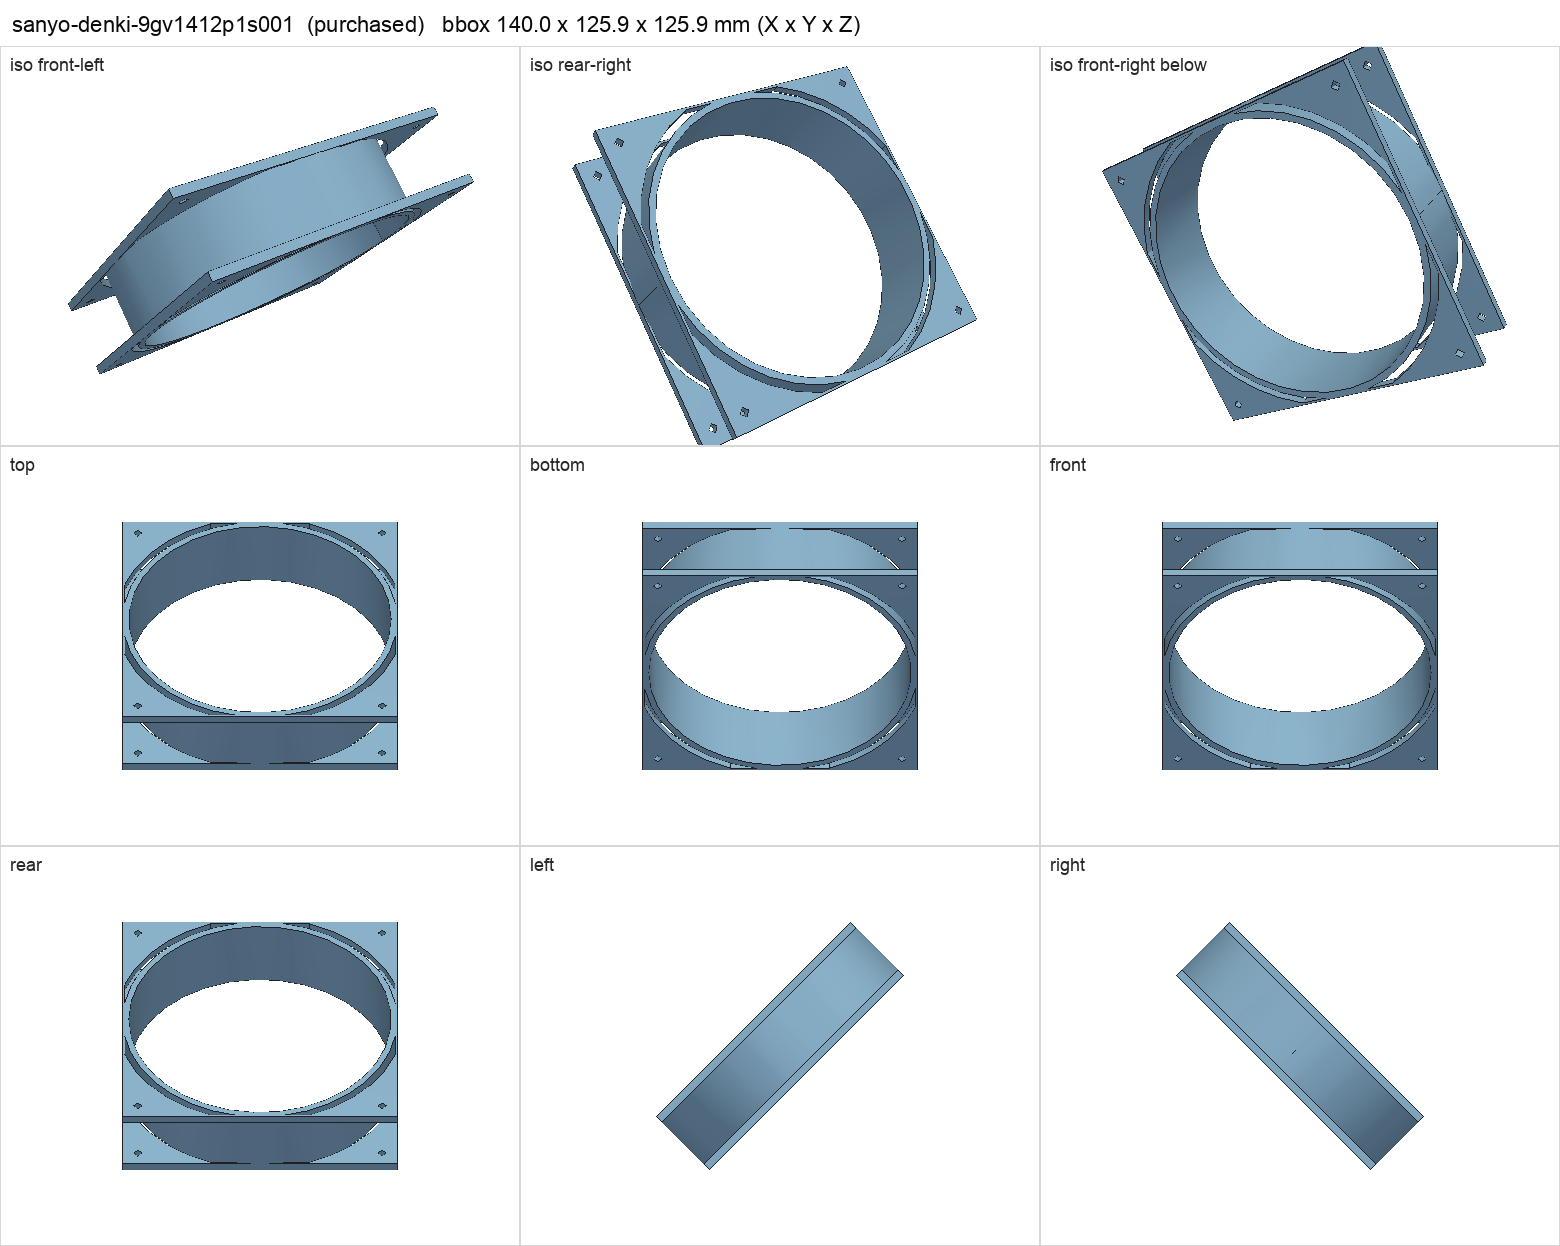 sanyo-denki-9gv1412p1s001 (purchased) bbox 140.0 x 125.9 x 125.9 mm (X x Y x Z)
iso front-left
iso rear-right
iso front-right below
top
bottom
front
rear
left
right